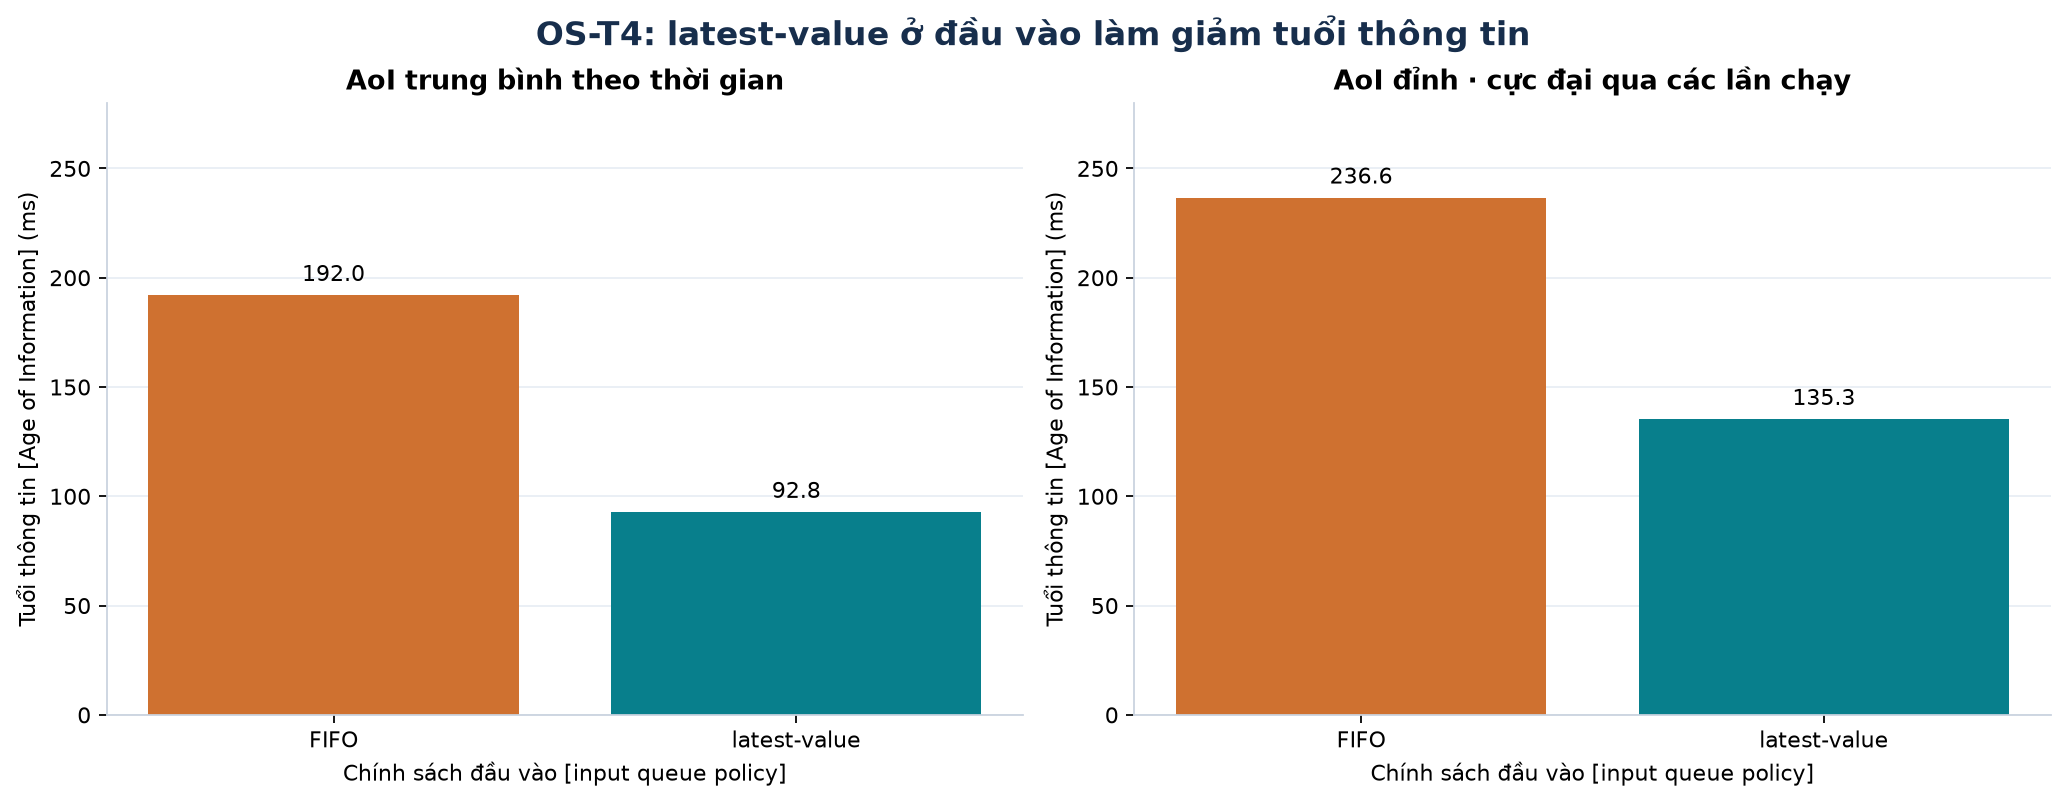 OS-T4: latest-value ở đầu vào làm giảm tuổi thông tin
AoI trung bình theo thời gian
Tuổi thông tin [Age of Information] (ms)
250
200
150
100
50
0
192.0
92.8
FIFO
latest-value
Chính sách đầu vào [input queue policy]
AoI đỉnh · cực đại qua các lần chạy
Tuổi thông tin [Age of Information] (ms)
250
200
150
100
50
0
236.6
135.3
FIFO
latest-value
Chính sách đầu vào [input queue policy]